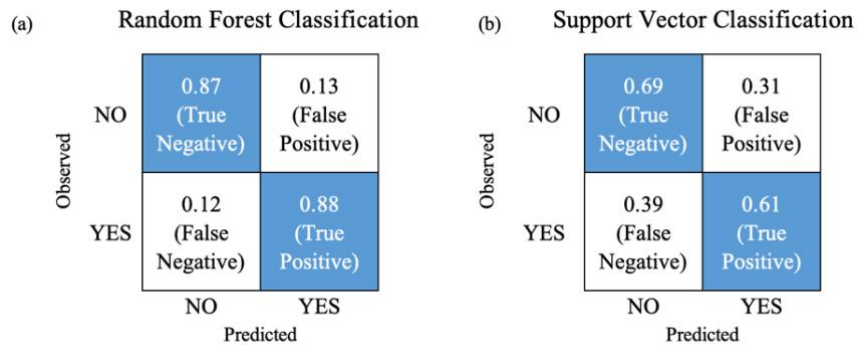 (a) Random Forest Classification
Observed
NO
0.87
(True
Negative)
0.13
(False
Positive)
YES
0.12
(False
Negative)
0.88
(True
Positive)
NO YES
Predicted
(b) Support Vector Classification
Observed
NO
0.69
(True
Negative)
0.31
(False
Positive)
YES
0.39
(False
Negative)
0.61
(True
Positive)
NO YES
Predicted